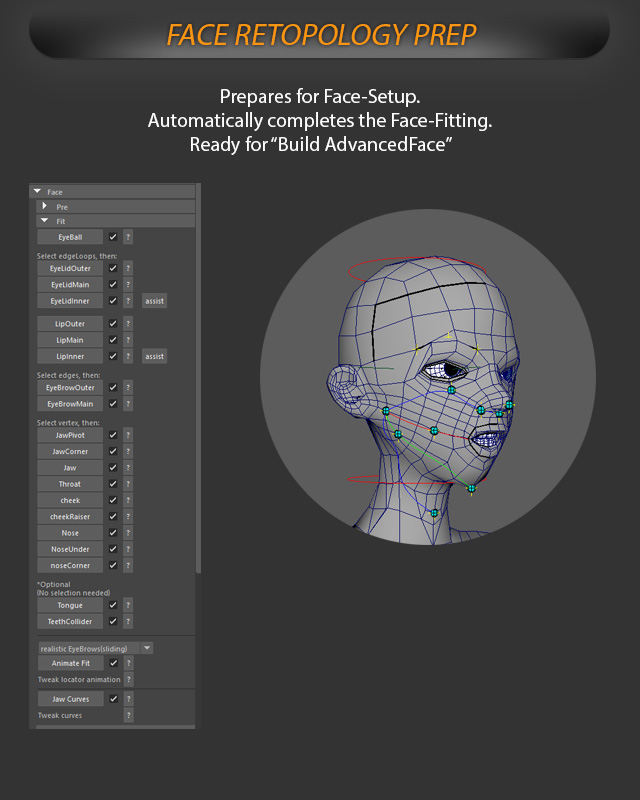 FACE RETOPOLOGY PREP
Prepares for Face-Setup.
Automatically completes the Face-Fitting.
Ready for “Build AdvancedFace”
Face
Pre
Fit
EyeBall ?
Select edgeLoops, then:
EyeLidOuter ?
EyeLidMain ?
EyeLidInner ? assist
LipOuter ?
LipMain ?
LipInner ? assist
Select edges, then:
EyeBrowOuter ?
EyeBrowMain ?
Select vertex, then:
JawPivot ?
JawCorner ?
Jaw ?
Throat ?
cheek ?
cheekRaiser ?
Nose ?
NoseUnder ?
noseCorner ?
*Optional
(No selection needed)
Tongue ?
TeethCollider ?
realistic EyeBrows(sliding)
Animate Fit ?
Tweak locator animation ?
Jaw Curves ?
Tweak curves ?